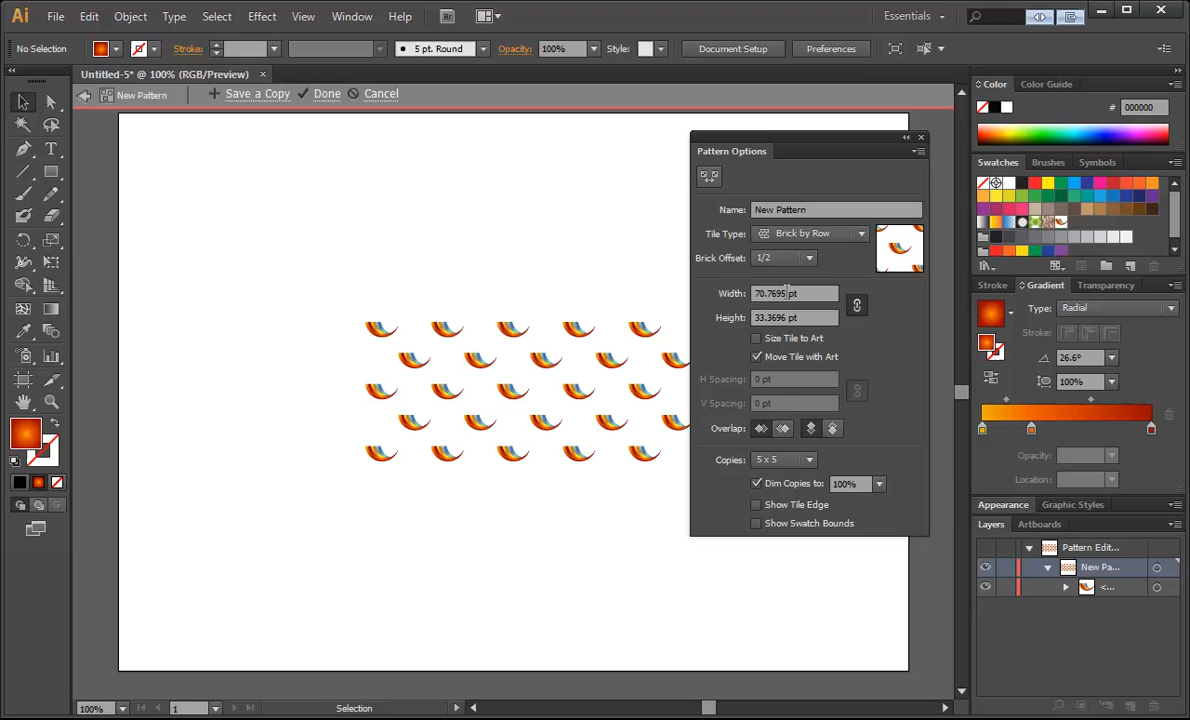 Ai File Edit Object Type Select Effect View Window Help Br Essentials
No Selection Stroke: 5 pt. Round Opacity: 100% Style: Document Setup Preferences
Untitled-5* @ 100% (RGB/Preview)
New Pattern Save a Copy Done Cancel
Pattern Options
Name: New Pattern
Tile Type: Brick by Row
Brick Offset: 1/2
Width: 70.7695 pt
Height: 33.3696 pt
Size Tile to Art
Move Tile with Art
H Spacing: 0 pt
V Spacing: 0 pt
Overlap:
Copies: 5 x 5
Dim Copies to: 100%
Show Tile Edge
Show Swatch Bounds
Color Color Guide
# 000000
Swatches Brushes Symbols
Stroke Gradient Transparency
Type: Radial
Stroke:
26.6°
100%
Opacity:
Location:
Appearance Graphic Styles
Layers Artboards
Pattern Edit...
New Pa...
<...
100% 1 Selection